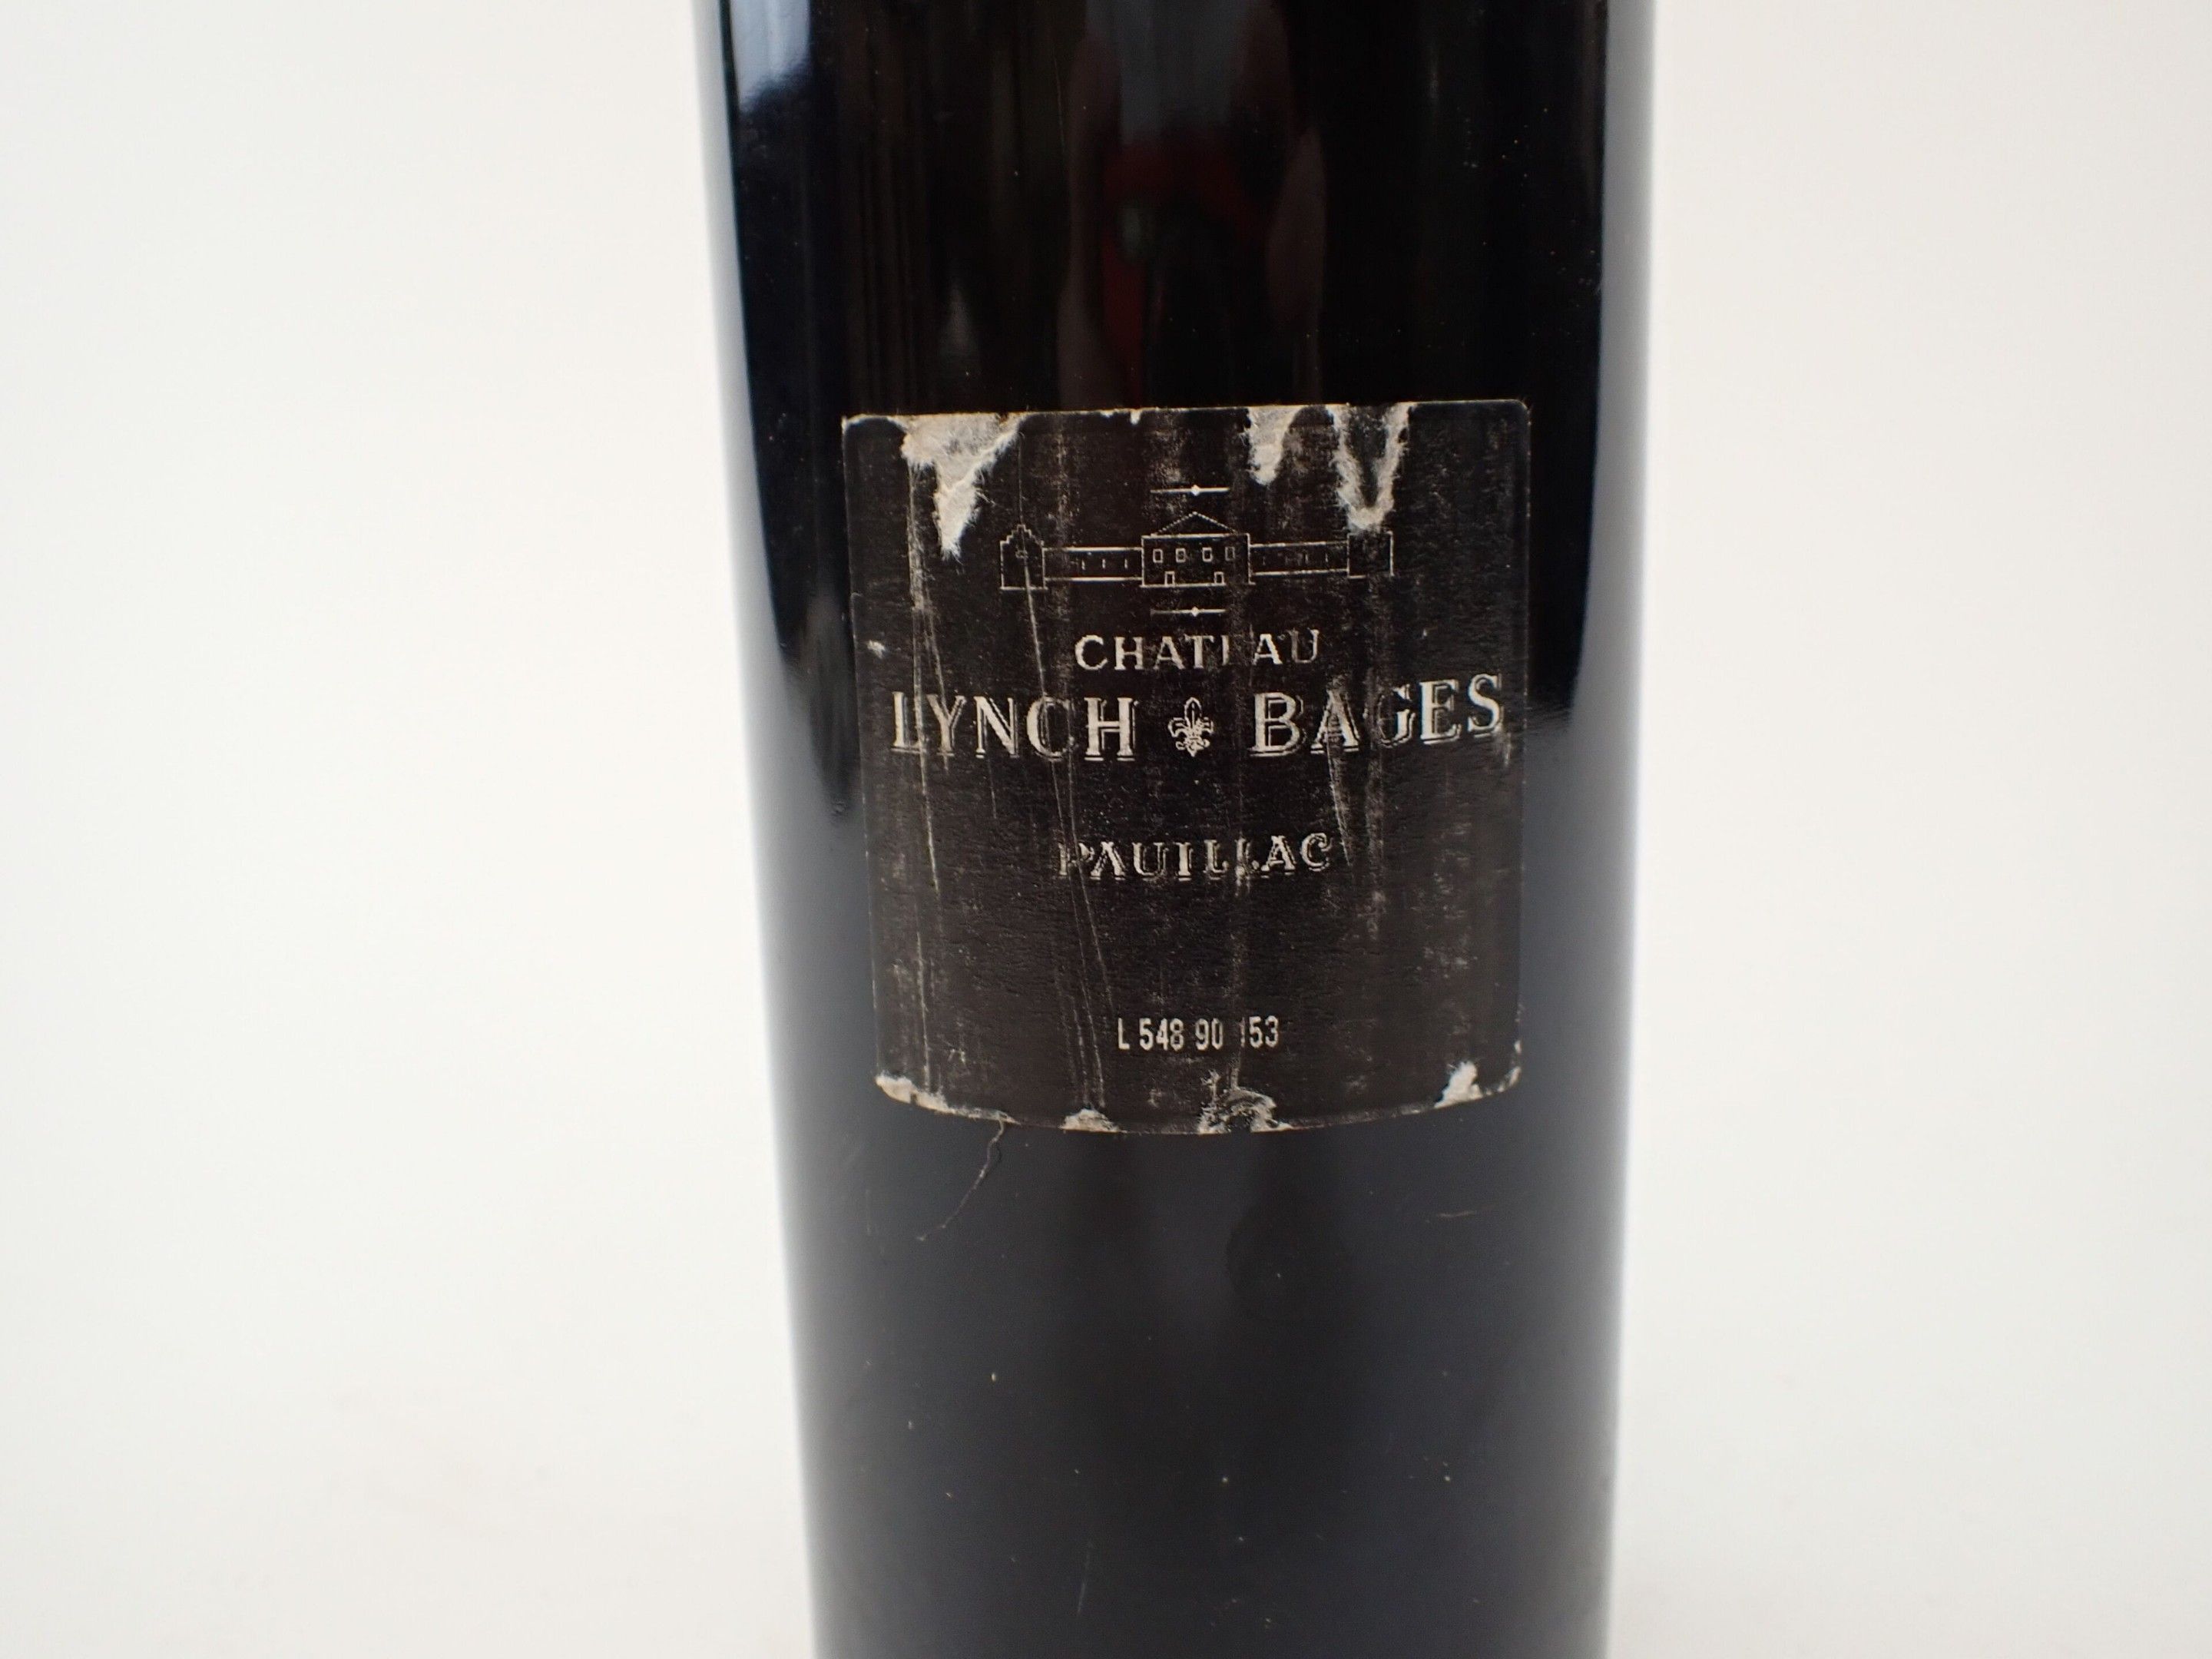 CHATEAU
LYNCH BAGES
PAUILLAC
L 548 90 153